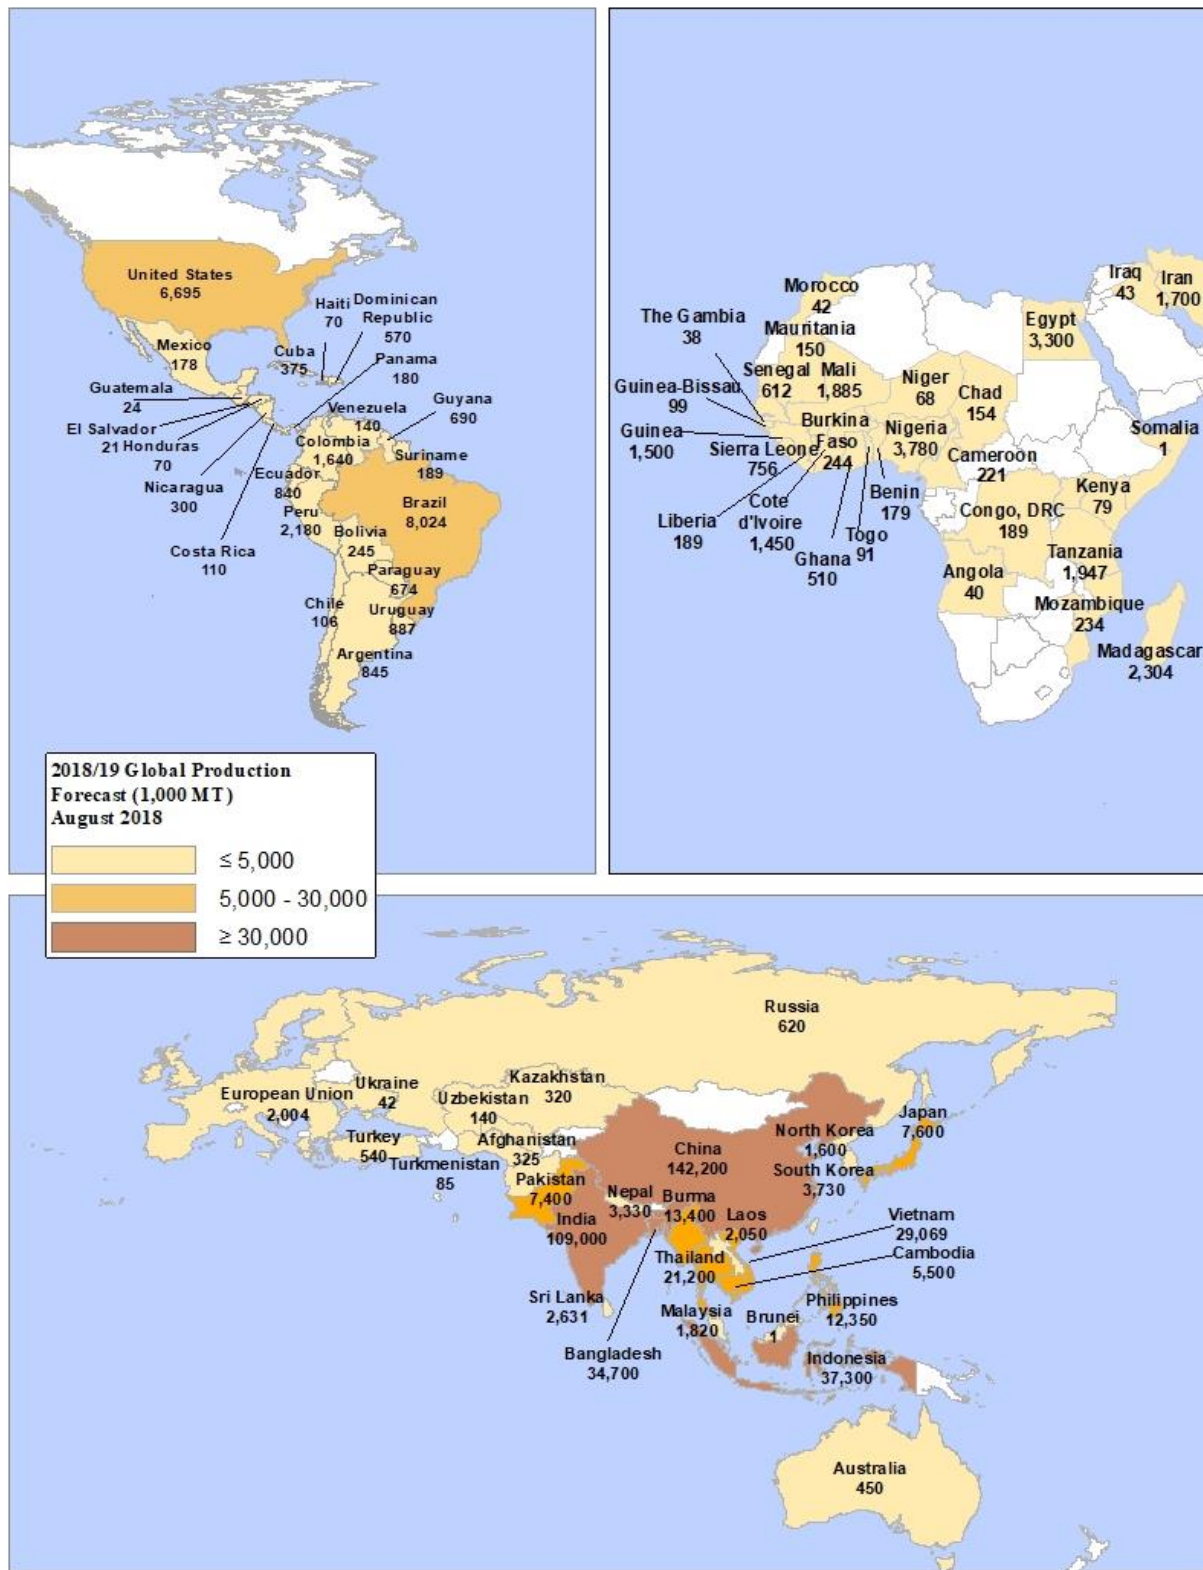 United States
6,695
Mexico
178
Haiti
70
Dominican
Republic
570
Cuba
375
Panama
180
Guatemala
24
El Salvador
21
Honduras
70
Nicaragua
300
Costa Rica
110
Venezuela
140
Guyana
690
Colombia
1,640
Suriname
189
Ecuador
840
Brazil
8,024
Peru
2,180
Bolivia
245
Paraguay
674
Chile
106
Uruguay
887
Argentina
845
2018/19 Global Production
Forecast (1,000 MT)
August 2018
≤ 5,000
5,000 - 30,000
≥ 30,000
Iraq
43
Iran
1,700
Morocco
42
The Gambia
38
Mauritania
150
Egypt
3,300
Senegal
612
Mali
1,885
Niger
68
Chad
154
Guinea-Bissau
99
Guinea
1,500
Burkina
Faso
244
Nigeria
3,780
Somalia
1
Sierra Leone
756
Cameroon
221
Benin
179
Kenya
79
Liberia
189
Cote
d'Ivoire
1,450
Togo
91
Ghana
510
Congo, DRC
189
Tanzania
1,947
Angola
40
Mozambique
234
Madagascar
2,304
Russia
620
European Union
2,004
Ukraine
42
Kazakhstan
320
Uzbekistan
140
Turkey
540
Turkmenistan
85
Afghanistan
325
China
142,200
North Korea
1,600
Japan
7,600
South Korea
3,730
Pakistan
7,400
Nepal
3,330
Burma
13,400
Laos
2,050
Vietnam
29,069
India
109,000
Thailand
21,200
Cambodia
5,500
Sri Lanka
2,631
Malaysia
1,820
Brunei
1
Philippines
12,350
Bangladesh
34,700
Indonesia
37,300
Australia
450